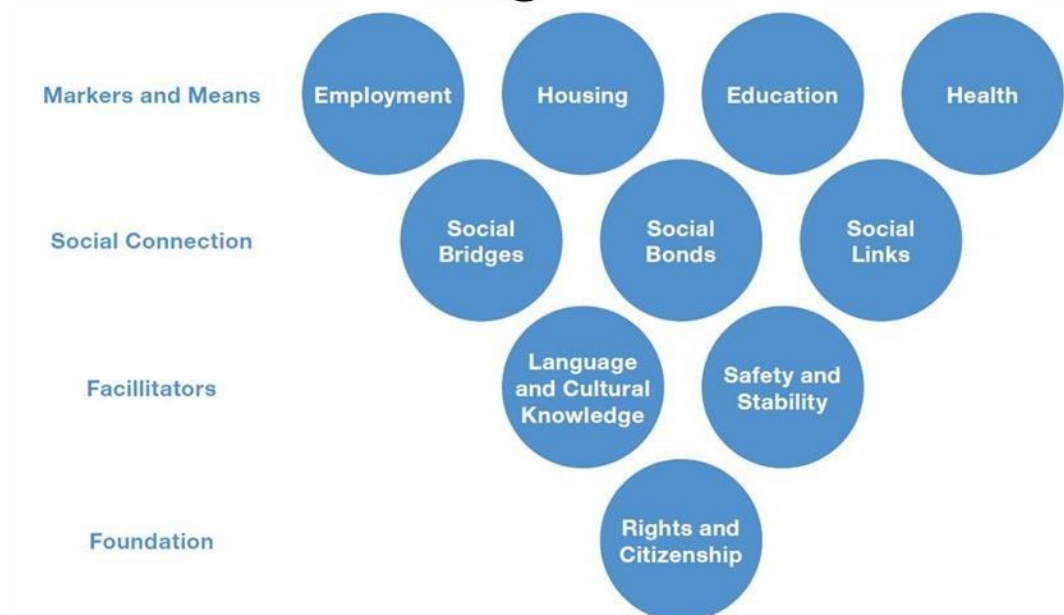 Markers and Means
Employment
Housing
Education
Health
Social Connection
Social
Bridges
Social
Bonds
Social
Links
Facillitators
Language
and Cultural
Knowledge
Safety and
Stability
Foundation
Rights and
Citizenship